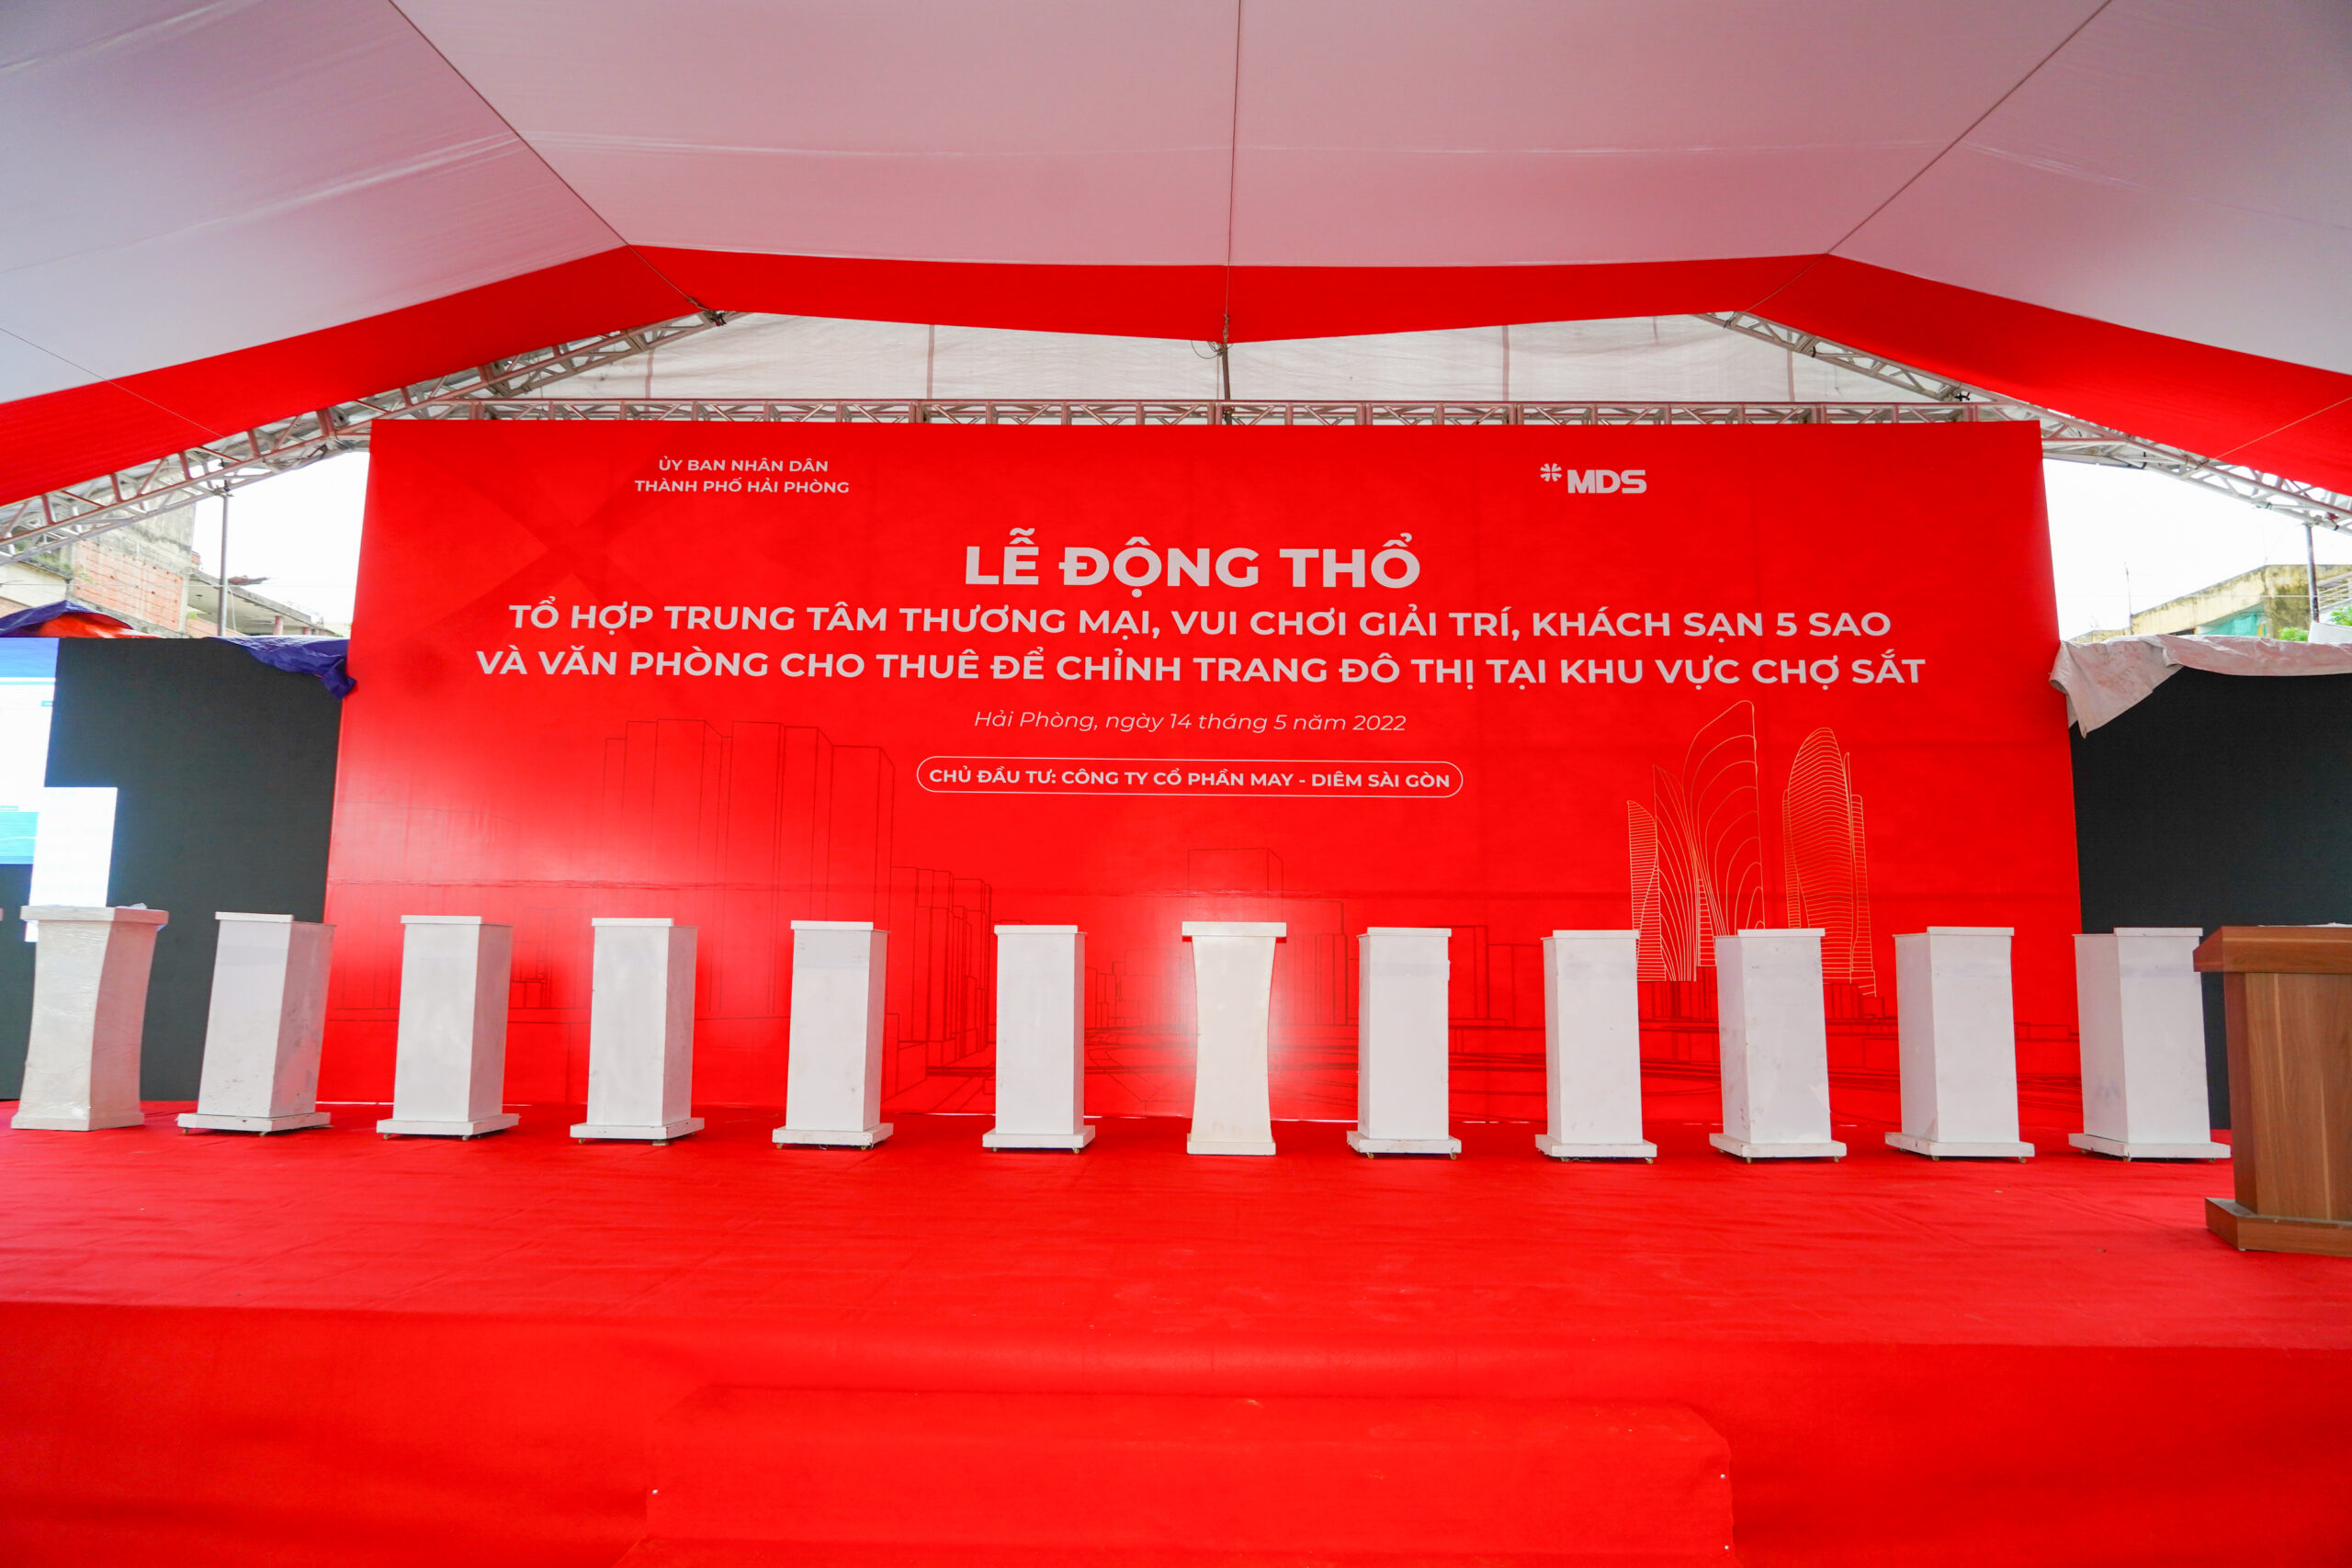 ỦY BAN NHÂN DÂN
THÀNH PHỐ HẢI PHÒNG
MDS
LỄ ĐỘNG THỔ
TỔ HỢP TRUNG TÂM THƯƠNG MẠI, VUI CHƠI GIẢI TRÍ, KHÁCH SẠN 5 SAO
VÀ VĂN PHÒNG CHO THUÊ ĐỂ CHỈNH TRANG ĐÔ THỊ TẠI KHU VỰC CHỢ SẮT
Hải Phòng, ngày 14 tháng 5 năm 2022
CHỦ ĐẦU TƯ: CÔNG TY CỔ PHẦN MAY - DIÊM SÀI GÒN